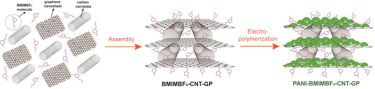 BMIMBF₄
molecule
graphene
nanosheet
carbon
nanotube
Assembly
BMIMBF₄-CNT-GP
Electro-
polymerization
PANI-BMIMBF₄-CNT-GP